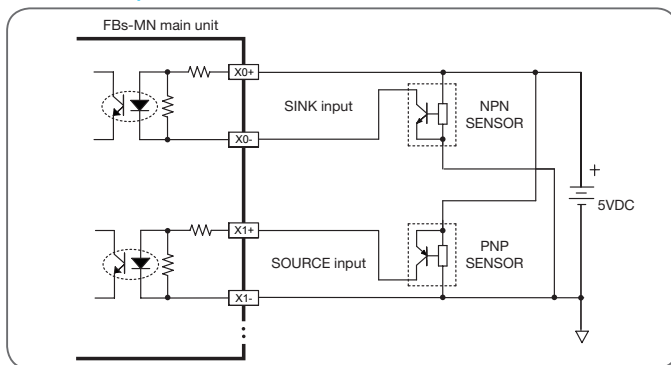 FBs-MN main unit
X0+
SINK input
NPN
SENSOR
X0-
+
5VDC
X1+
SOURCE input
PNP
SENSOR
X1-